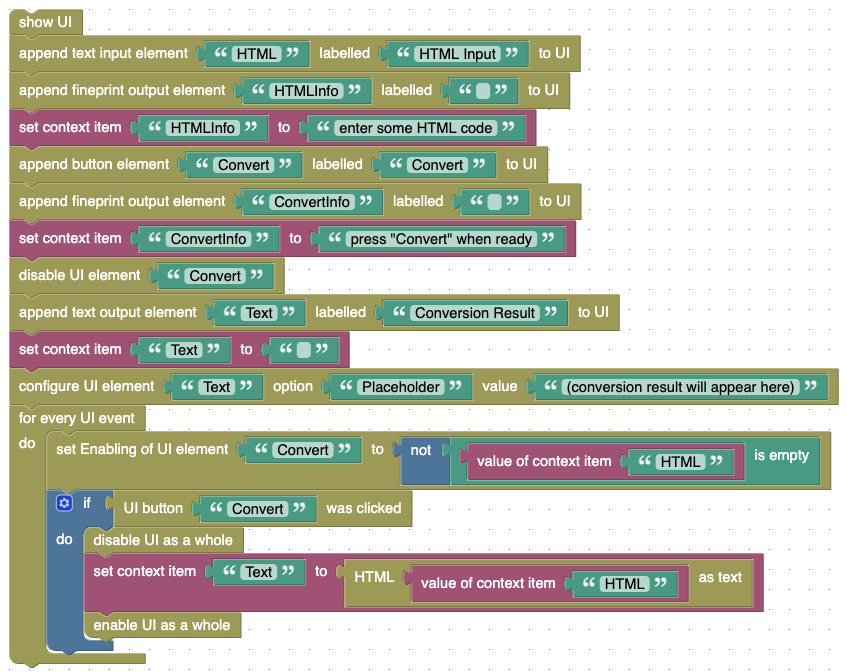 show UI
append text input element “ HTML ” labelled “ HTML Input ” to UI
append fineprint output element “ HTMLInfo ” labelled “ ” to UI
set context item “ HTMLInfo ” to “ enter some HTML code ”
append button element “ Convert ” labelled “ Convert ” to UI
append fineprint output element “ ConvertInfo ” labelled “ ” to UI
set context item “ ConvertInfo ” to “ press "Convert" when ready ”
disable UI element “ Convert ”
append text output element “ Text ” labelled “ Conversion Result ” to UI
set context item “ Text ” to “ ”
configure UI element “ Text ” option “ Placeholder ” value “ (conversion result will appear here) ”
for every UI event
do set Enabling of UI element “ Convert ” to not value of context item “ HTML ” is empty
if UI button “ Convert ” was clicked
do disable UI as a whole
set context item “ Text ” to HTML value of context item “ HTML ” as text
enable UI as a whole